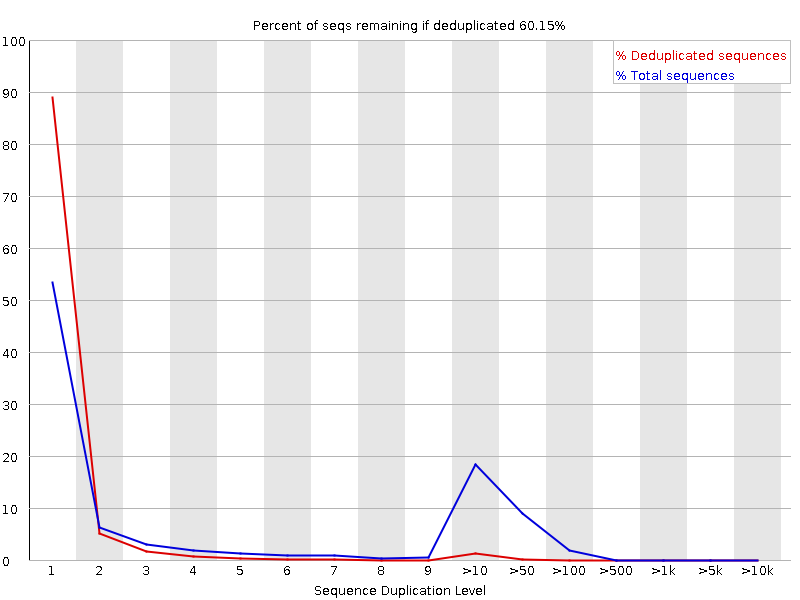 Percent of seqs remaining if deduplicated 60.15%
% Deduplicated sequences
% Total sequences
100
90
80
70
60
50
40
30
20
10
0
1 2 3 4 5 6 7 8 9 >10 >50 >100 >500 >1k >5k >10k
Sequence Duplication Level